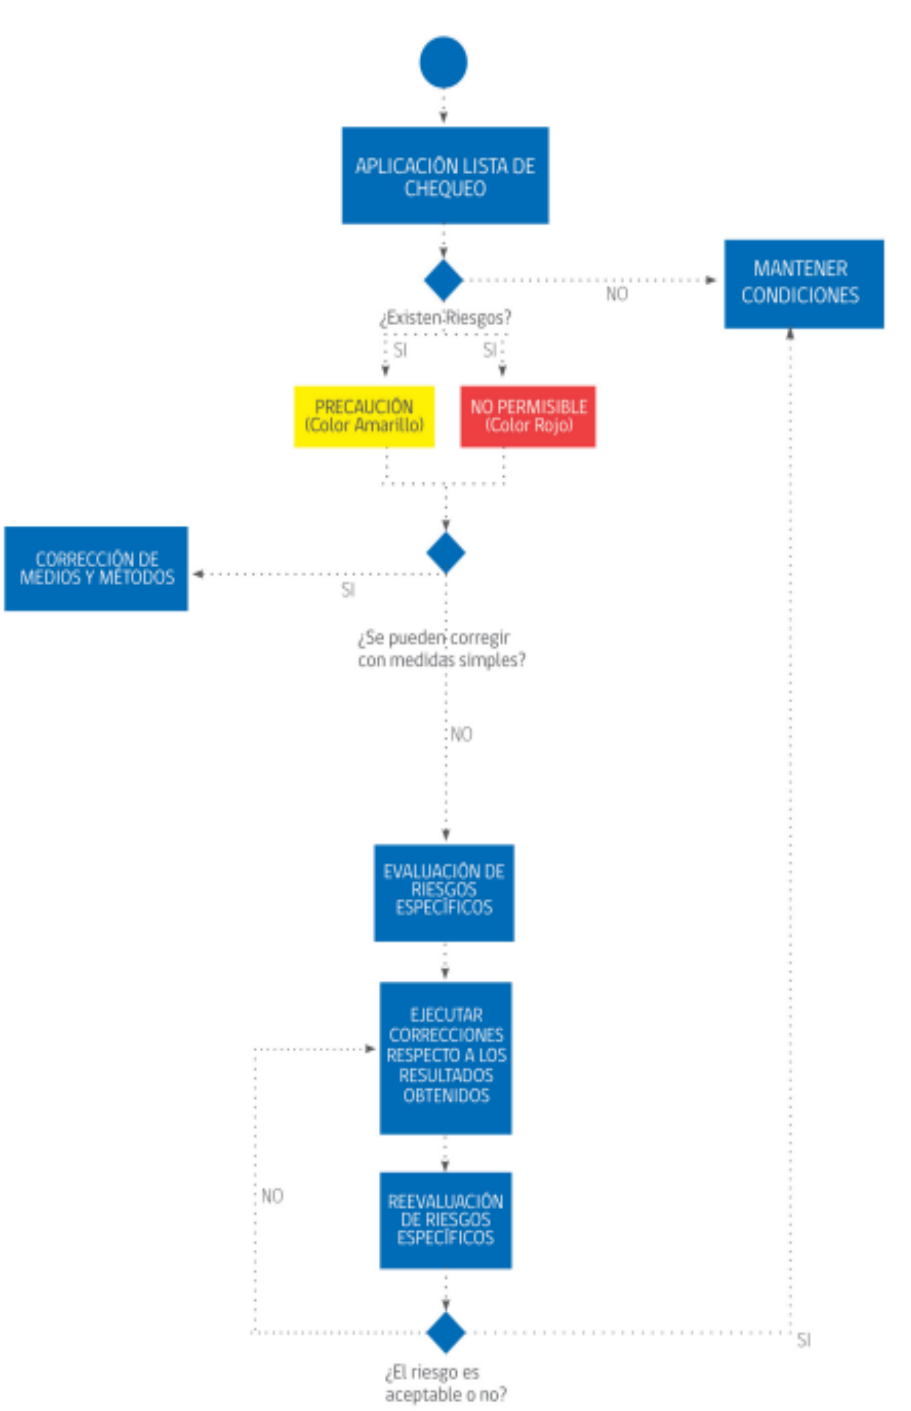 APLICACIÓN LISTA DE
CHEQUEO
MANTENER
CONDICIONES
NO
¿Existen Riesgos?
SI
SI
PRECAUCIÓN
(Color Amarillo)
NO PERMISIBLE
(Color Rojo)
CORRECCIÓN DE
MEDIOS Y MÉTODOS
SI
¿Se pueden corregir
con medidas simples?
NO
EVALUACIÓN DE
RIESGOS
ESPECÍFICOS
EJECUTAR
CORRECCIONES
RESPECTO A LOS
RESULTADOS
OBTENIDOS
NO
REEVALUACIÓN
DE RIESGOS
ESPECÍFICOS
SI
¿El riesgo es
aceptable o no?